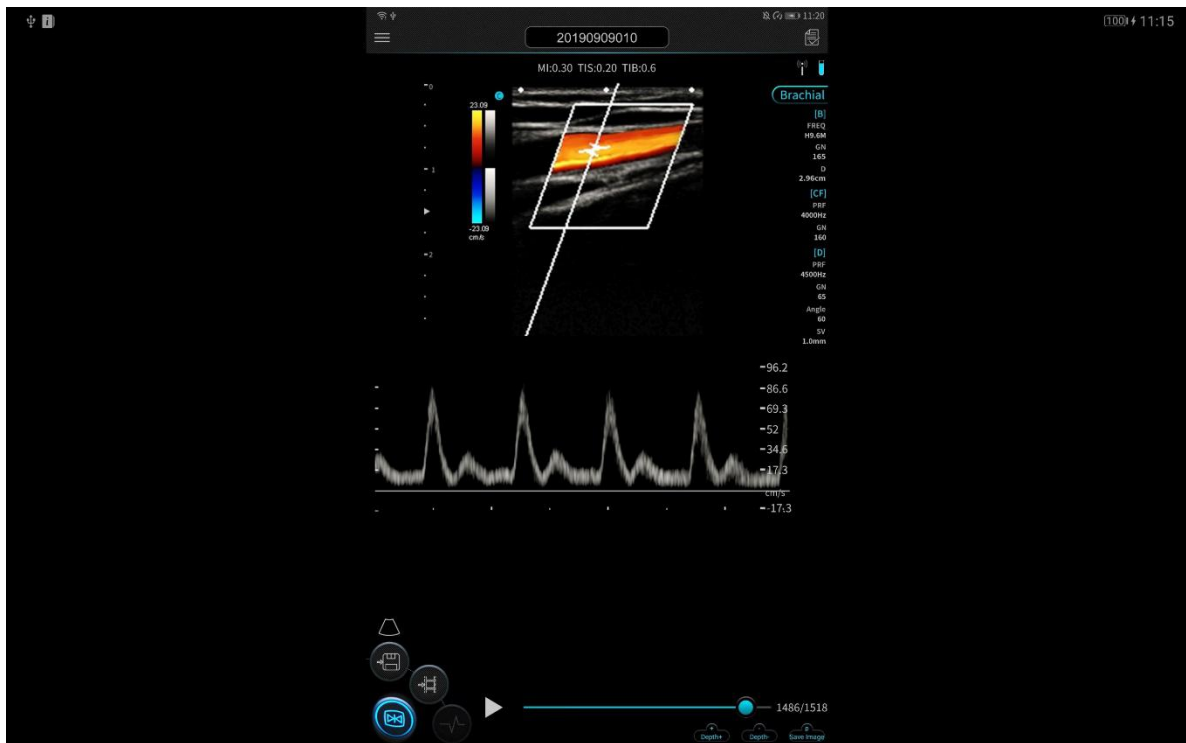 100 11:15
11:20
20190909010
MI:0.30 TIS:0.20 TIB:0.6
Brachial
C
0
23.09
1
-23.09
cm/s
2
[B]
FREQ
H9.6M
GN
165
D
2.96cm
[CF]
PRF
4000Hz
GN
160
[D]
PRF
4500Hz
GN
65
Angle
60
SV
1.0mm
96.2
86.6
69.3
52
34.6
17.3
cm/s
-17.3
1486/1518
Depth+ Depth- Save Image